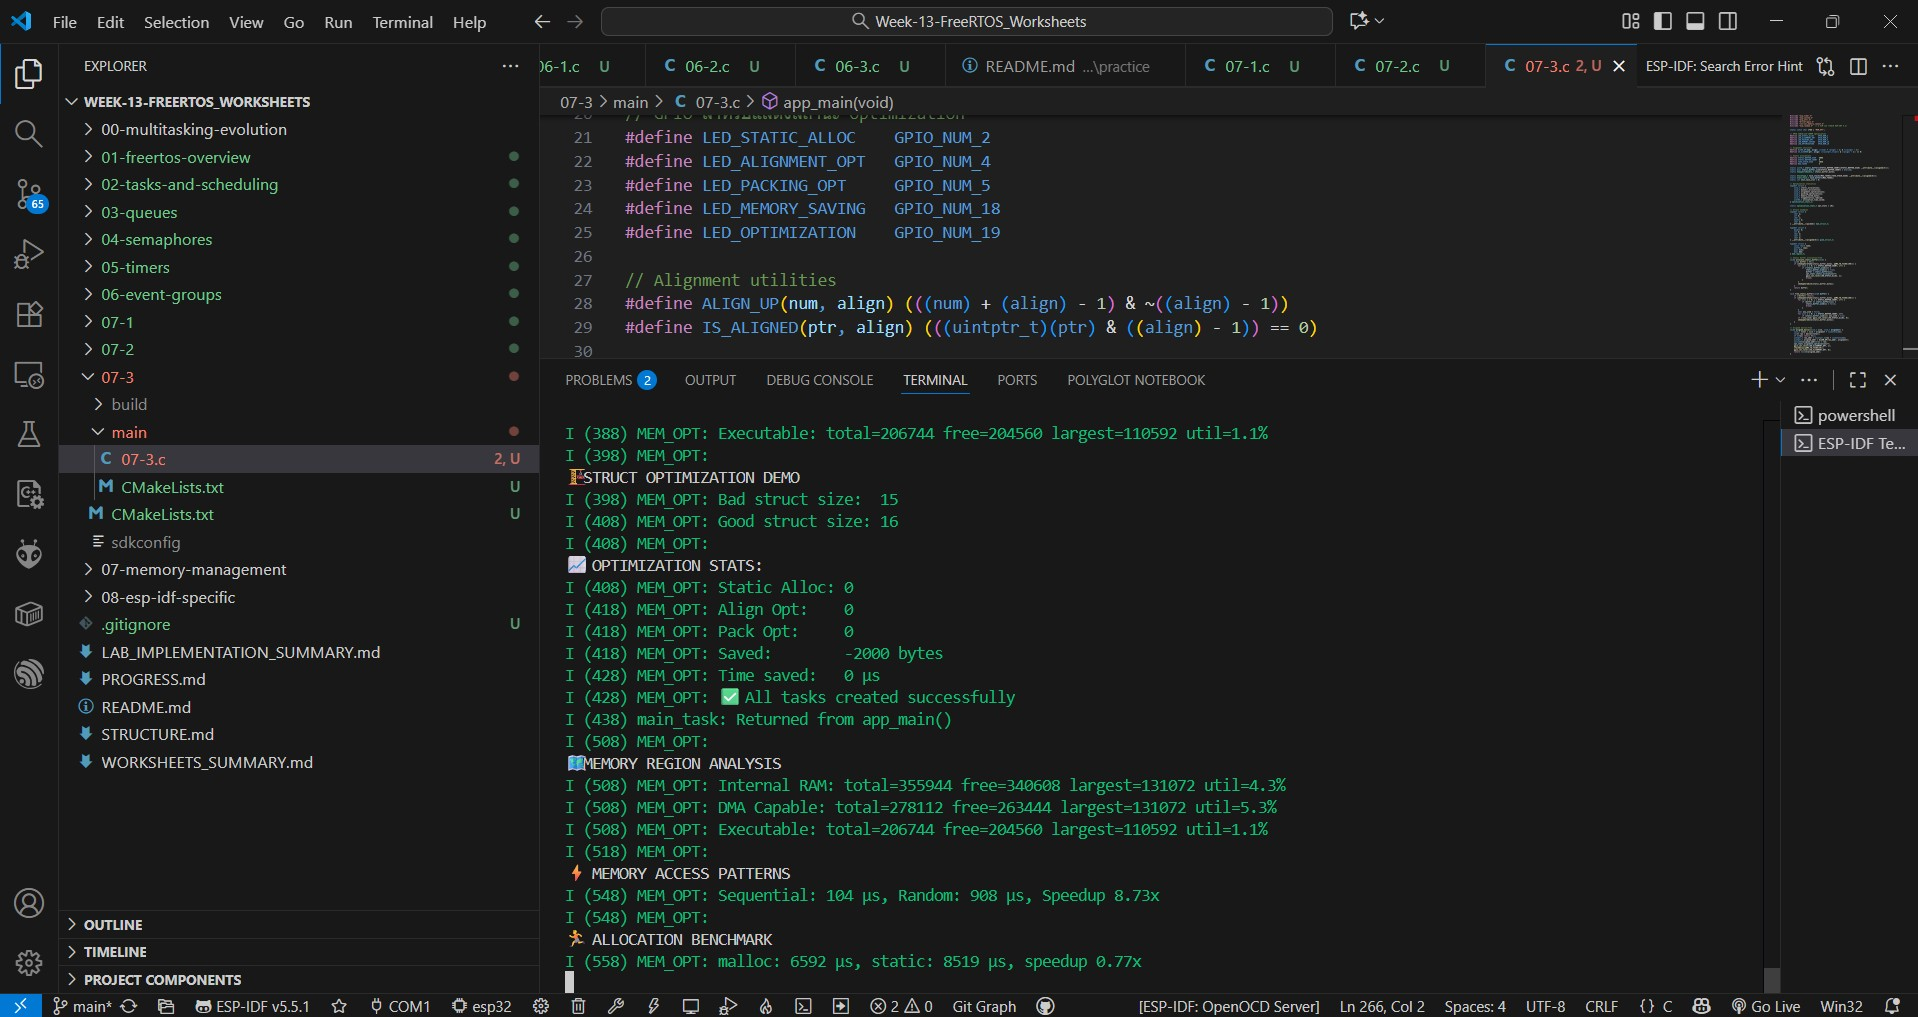 File Edit Selection View Go Run Terminal Help
Week-13-FreeRTOS_Worksheets
EXPLORER
06-1.c U
C 06-2.c U
C 06-3.c U
README.md ...\practice
C 07-1.c U
C 07-2.c U
C 07-3.c 2, U
ESP-IDF: Search Error Hint
07-3 > main > C 07-3.c > app_main(void)
WEEK-13-FREERTOS_WORKSHEETS
00-multitasking-evolution
01-freertos-overview
02-tasks-and-scheduling
03-queues
04-semaphores
05-timers
06-event-groups
07-1
07-2
07-3
build
main
C 07-3.c 2, U
M CMakeLists.txt U
M CMakeLists.txt U
sdkconfig
07-memory-management
08-esp-idf-specific
.gitignore U
LAB_IMPLEMENTATION_SUMMARY.md
PROGRESS.md
README.md
STRUCTURE.md
WORKSHEETS_SUMMARY.md
OUTLINE
TIMELINE
PROJECT COMPONENTS
65
21 #define LED_STATIC_ALLOC GPIO_NUM_2
22 #define LED_ALIGNMENT_OPT GPIO_NUM_4
23 #define LED_PACKING_OPT GPIO_NUM_5
24 #define LED_MEMORY_SAVING GPIO_NUM_18
25 #define LED_OPTIMIZATION GPIO_NUM_19
26
27 // Alignment utilities
28 #define ALIGN_UP(num, align) (((num) + (align) - 1) & ~((align) - 1))
29 #define IS_ALIGNED(ptr, align) (((uintptr_t)(ptr) & ((align) - 1)) == 0)
30
PROBLEMS 2 OUTPUT DEBUG CONSOLE TERMINAL PORTS POLYGLOT NOTEBOOK
powershell
ESP-IDF Te...
I (388) MEM_OPT: Executable: total=206744 free=204560 largest=110592 util=1.1%
I (398) MEM_OPT:
STRUCT OPTIMIZATION DEMO
I (398) MEM_OPT: Bad struct size: 15
I (408) MEM_OPT: Good struct size: 16
I (408) MEM_OPT:
📈 OPTIMIZATION STATS:
I (408) MEM_OPT: Static Alloc: 0
I (418) MEM_OPT: Align Opt: 0
I (418) MEM_OPT: Pack Opt: 0
I (418) MEM_OPT: Saved: -2000 bytes
I (428) MEM_OPT: Time saved: 0 µs
I (428) MEM_OPT: ✅ All tasks created successfully
I (438) main_task: Returned from app_main()
I (508) MEM_OPT:
MEMORY REGION ANALYSIS
I (508) MEM_OPT: Internal RAM: total=355944 free=340608 largest=131072 util=4.3%
I (508) MEM_OPT: DMA Capable: total=278112 free=263444 largest=131072 util=5.3%
I (508) MEM_OPT: Executable: total=206744 free=204560 largest=110592 util=1.1%
I (518) MEM_OPT:
⚡ MEMORY ACCESS PATTERNS
I (548) MEM_OPT: Sequential: 104 µs, Random: 908 µs, Speedup 8.73x
I (548) MEM_OPT:
🏃 ALLOCATION BENCHMARK
I (558) MEM_OPT: malloc: 6592 µs, static: 8519 µs, speedup 0.77x
main* ESP-IDF v5.5.1 COM1 esp32 2 0 Git Graph [ESP-IDF: OpenOCD Server] Ln 266, Col 2 Spaces: 4 UTF-8 CRLF {} C Go Live Win32